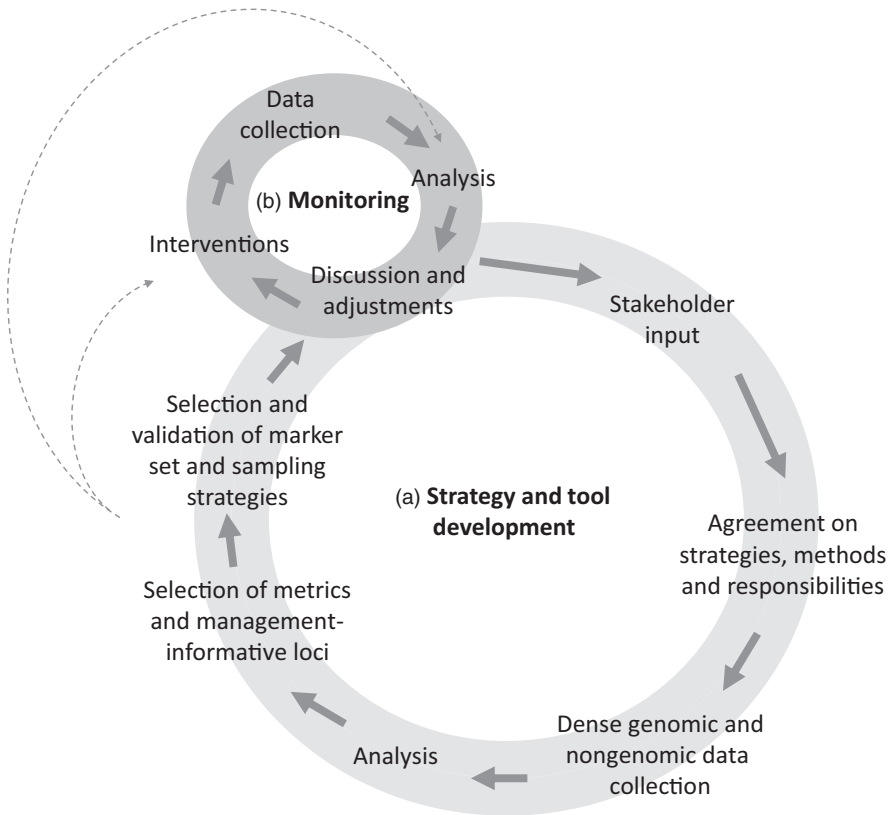 Data
collection
Analysis
(b) Monitoring
Interventions
Discussion and
adjustments
Stakeholder
input
Selection and
validation of marker
set and sampling
strategies
(a) Strategy and tool
development
Agreement on
strategies, methods
and responsibilities
Selection of metrics
and management-
informative loci
Dense genomic and
nongenomic data
collection
Analysis